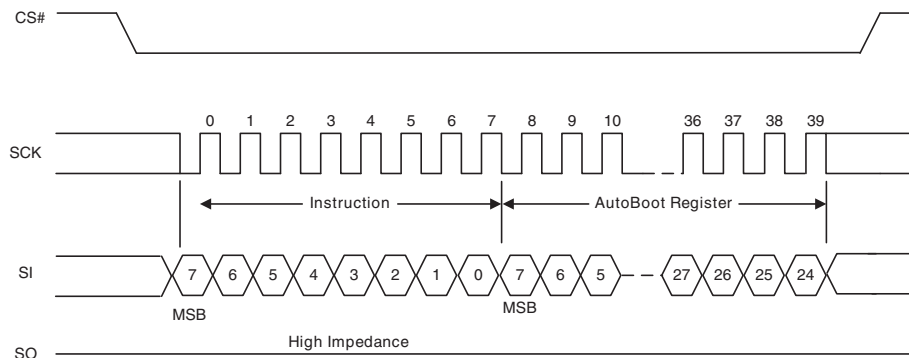 CS#
0 1 2 3 4 5 6 7 8 9 10 36 37 38 39
SCK
Instruction AutoBoot Register
SI 7 6 5 4 3 2 1 0 7 6 5 27 26 25 24
MSB MSB
High Impedance
SO